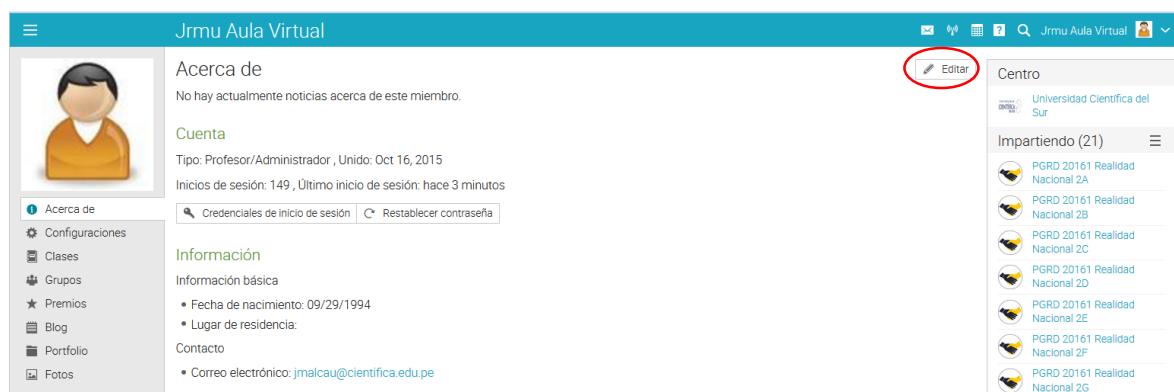 Jrmu Aula Virtual
Jrmu Aula Virtual
Acerca de
Editar
No hay actualmente noticias acerca de este miembro.
Cuenta
Tipo: Profesor/Administrador , Unido: Oct 16, 2015
Inicios de sesión: 149 , Último inicio de sesión: hace 3 minutos
Credenciales de inicio de sesión
Restablecer contraseña
Información
Información básica
• Fecha de nacimiento: 09/29/1994
• Lugar de residencia:
Contacto
• Correo electrónico: jmalcau@cientifica.edu.pe
Acerca de
Configuraciones
Clases
Grupos
Premios
Blog
Portfolio
Fotos
Centro
Universidad Científica del
Sur
Impartiendo (21)
PGRD 20161 Realidad
Nacional 2A
PGRD 20161 Realidad
Nacional 2B
PGRD 20161 Realidad
Nacional 2C
PGRD 20161 Realidad
Nacional 2D
PGRD 20161 Realidad
Nacional 2E
PGRD 20161 Realidad
Nacional 2F
PGRD 20161 Realidad
Nacional 2G